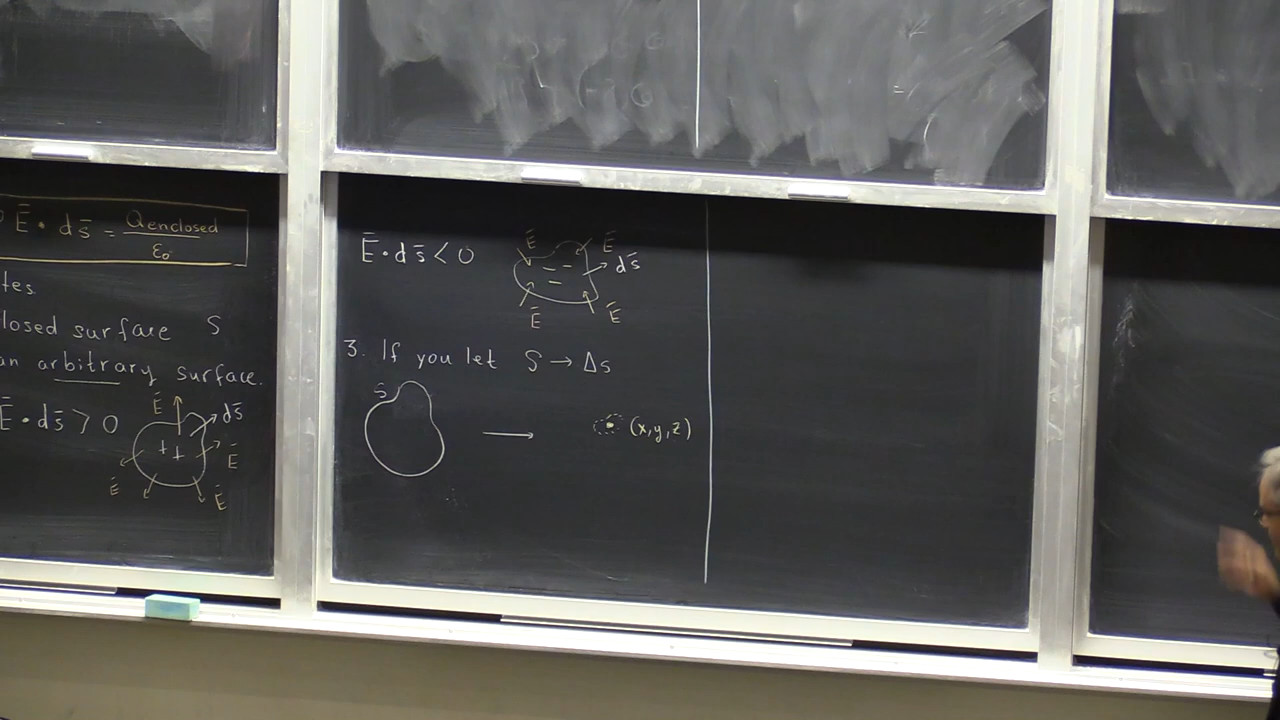 E̅ · ds̅ = Qenclosed / ε₀
tes
losed surface S
an arbitrary surface.
E̅ · ds̅ > 0
E̅
ds̅
+ +
E̅
E̅
E̅
E̅ · ds̅ < 0
E̅
E̅
ds̅
- - - -
E̅
E̅
3. If you let S → Δs
S
→
(x,y,z)